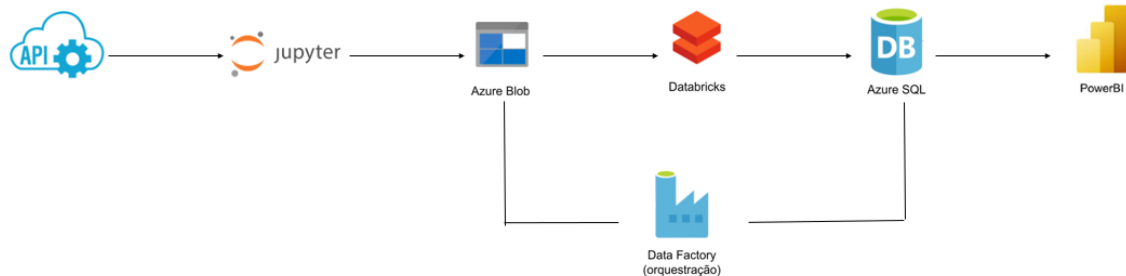 API
jupyter
DB
Azure Blob
Databricks
Azure SQL
PowerBI
Data Factory
(orquestração)